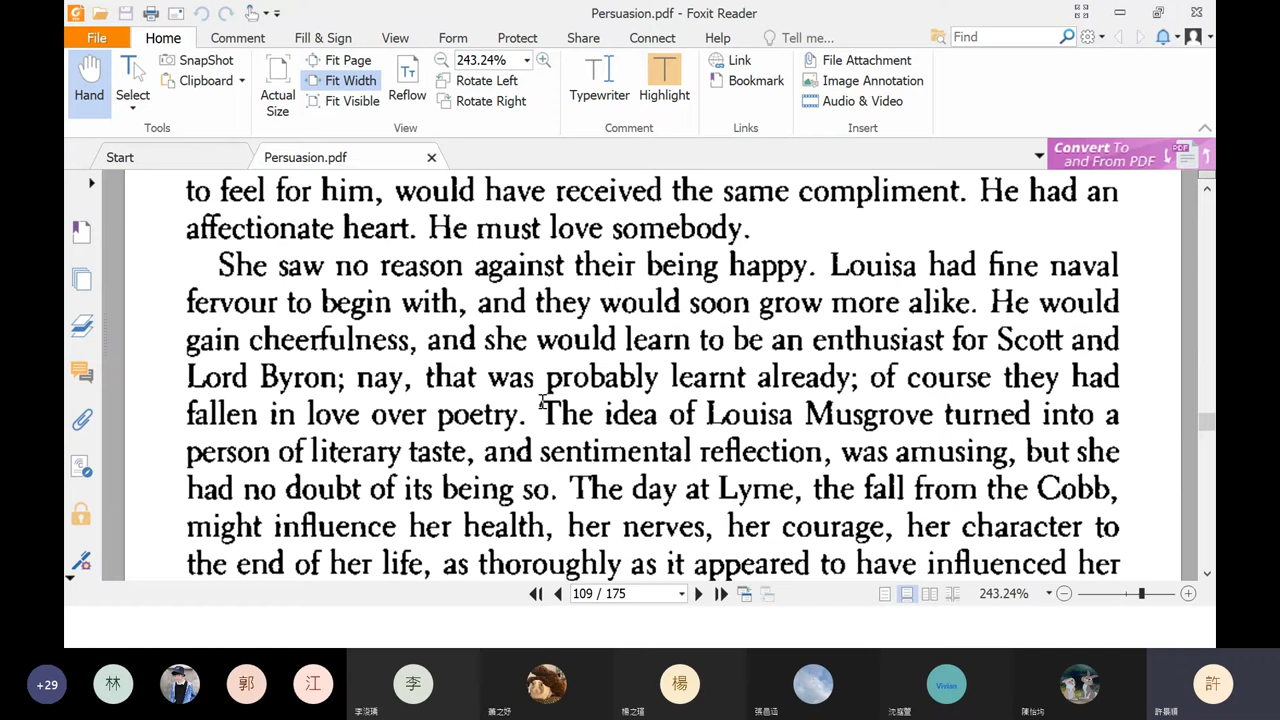 Persuasion.pdf - Foxit Reader
File Home Comment Fill & Sign View Form Protect Share Connect Help Tell me... Find
Hand
Select
SnapShot
Clipboard
Tools
Actual
Size
Fit Page
Fit Width
Fit Visible
Reflow
243.24%
Rotate Left
Rotate Right
View
Typewriter
Highlight
Comment
Link
Bookmark
Links
File Attachment
Image Annotation
Audio & Video
Insert
Start
Persuasion.pdf
Convert To
and From PDF
PDF
to feel for him, would have received the same compliment. He had an
affectionate heart. He must love somebody.
She saw no reason against their being happy. Louisa had fine naval
fervour to begin with, and they would soon grow more alike. He would
gain cheerfulness, and she would learn to be an enthusiast for Scott and
Lord Byron; nay, that was probably learnt already; of course they had
fallen in love over poetry. The idea of Louisa Musgrove turned into a
person of literary taste, and sentimental reflection, was amusing, but she
had no doubt of its being so. The day at Lyme, the fall from the Cobb,
might influence her health, her nerves, her courage, her character to
the end of her life, as thoroughly as it appeared to have influenced her
109 / 175
243.24%
+29
林
郭
江
李
楊
Vivian
許